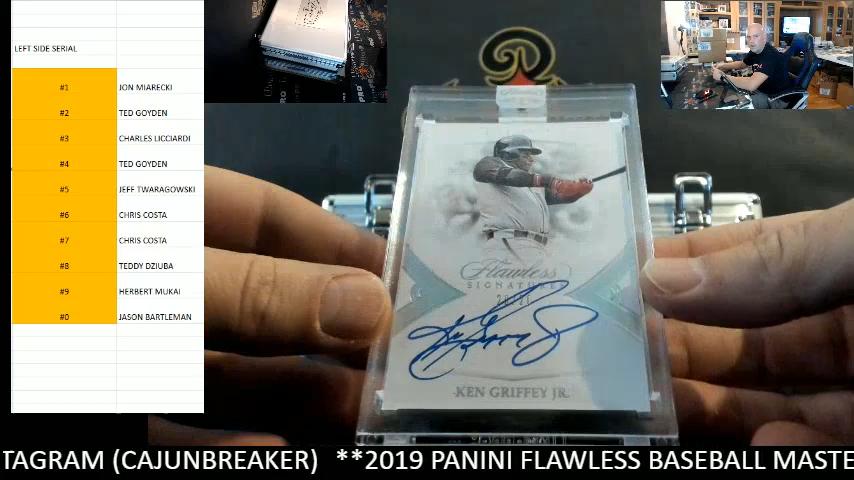 LEFT SIDE SERIAL
#1 JON MIARECKI
#2 TED GOYDEN
#3 CHARLES LICCIARDI
#4 TED GOYDEN
#5 JEFF TWARAGOWSKI
#6 CHRIS COSTA
#7 CHRIS COSTA
#8 TEDDY DZIUBA
#9 HERBERT MUKAI
#0 JASON BARTLEMAN
Flawless
SIGNATURES
KEN GRIFFEY JR.
TAGRAM (CAJUNBREAKER) **2019 PANINI FLAWLESS BASEBALL MASTE